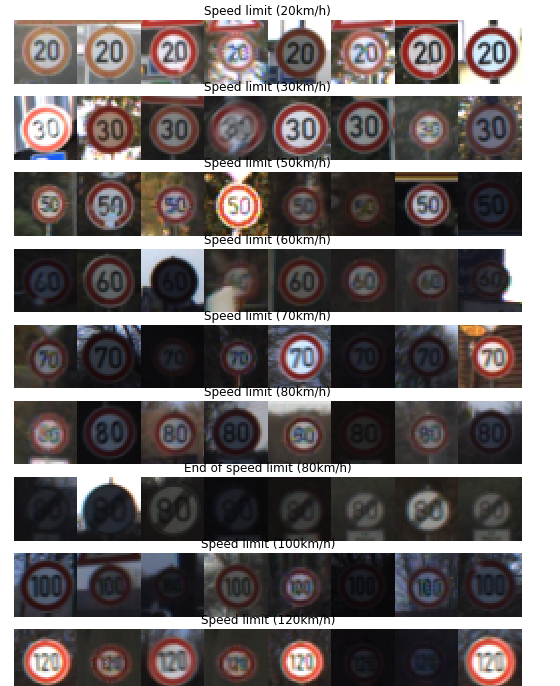 Speed limit (20km/h)
20 20 20 20 20 20 20 20
Speed limit (30km/h)
30 30 30 30 30 30 30 30
Speed limit (50km/h)
50 50 50 50 50 50 50 50
Speed limit (60km/h)
60 60 60 60 60 60 60 60
Speed limit (70km/h)
70 70 70 70 70 70 70 70
Speed limit (80km/h)
80 80 80 80 80 80 80 80
End of speed limit (80km/h)
80 80 80 80 80 80 80 80
Speed limit (100km/h)
100 100 100 100 100 100 100
Speed limit (120km/h)
120 120 120 120 120 120